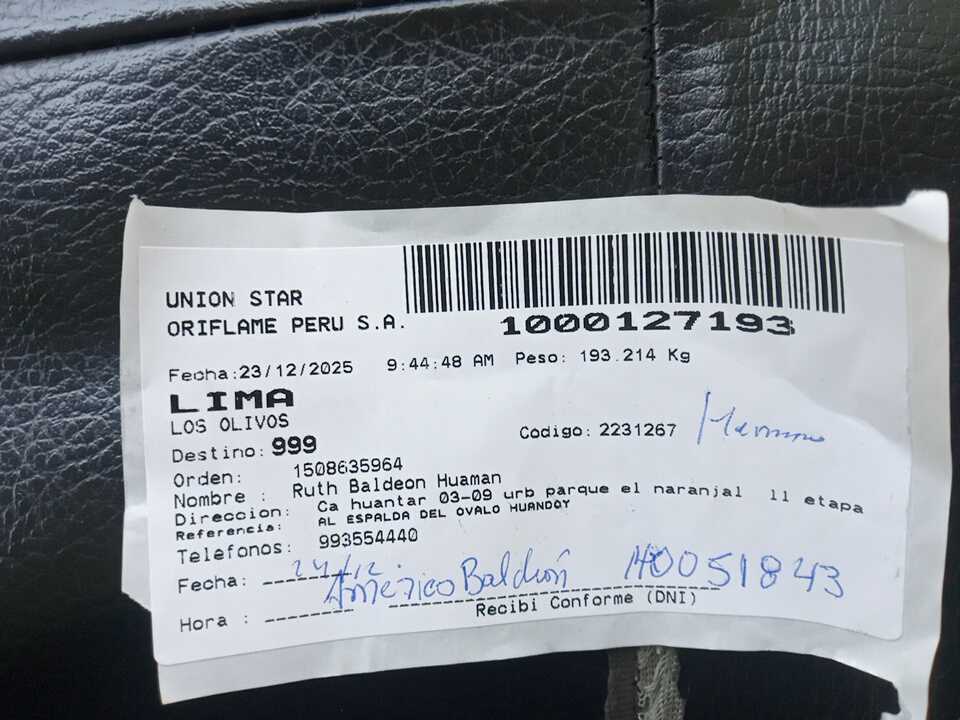 UNION STAR
ORIFLAME PERU S.A.
1000127193
Fecha:23/12/2025 9:44:48 AM Peso: 193.214 Kg
LIMA
LOS OLIVOS
Destino: 999 Codigo: 2231267
Orden: 1508635964
Nombre : Ruth Baldeon Huaman
Direccion: Ca huantar 03-09 urb parque el naranjal II etapa
Referencia: AL ESPALDA DEL OVALO HUANDOY
Teléfonos: 993554440
Fecha: 24/12
Américo Baldeón 40051843
Hora :
Recibi Conforme (DNI)